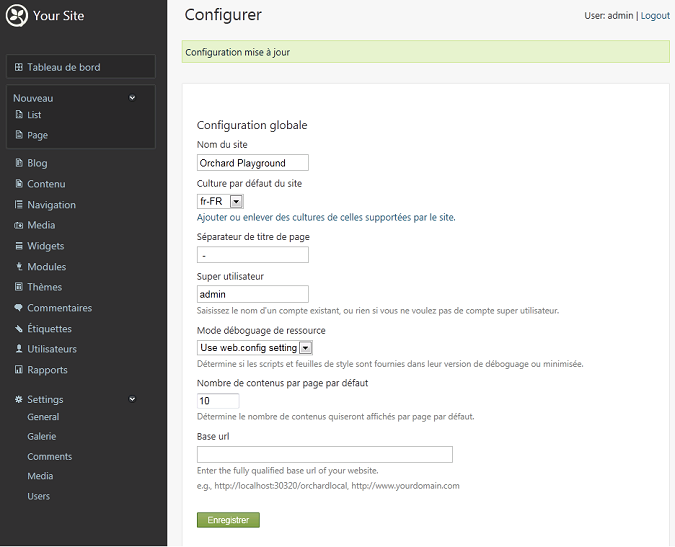 Your Site
Tableau de bord
Nouveau
List
Page
Blog
Contenu
Navigation
Media
Widgets
Modules
Thèmes
Commentaires
Étiquettes
Utilisateurs
Rapports
Settings
General
Galerie
Comments
Media
Users
Configurer
User: admin | Logout
Configuration mise à jour
Configuration globale
Nom du site
Orchard Playground
Culture par défaut du site
fr-FR
Ajouter ou enlever des cultures de celles supportées par le site.
Séparateur de titre de page
-
Super utilisateur
admin
Saisissez le nom d'un compte existant, ou rien si vous ne voulez pas de compte super utilisateur.
Mode déboguage de ressource
Use web.config setting
Détermine si les scripts et feuilles de style sont fournies dans leur version de déboguage ou minimisée.
Nombre de contenus par page par défaut
10
Détermine le nombre de contenus quiseront affichés par page par défaut.
Base url
Enter the fully qualified base url of your website.
e.g., http://localhost:30320/orchardlocal, http://www.yourdomain.com
Enregistrer